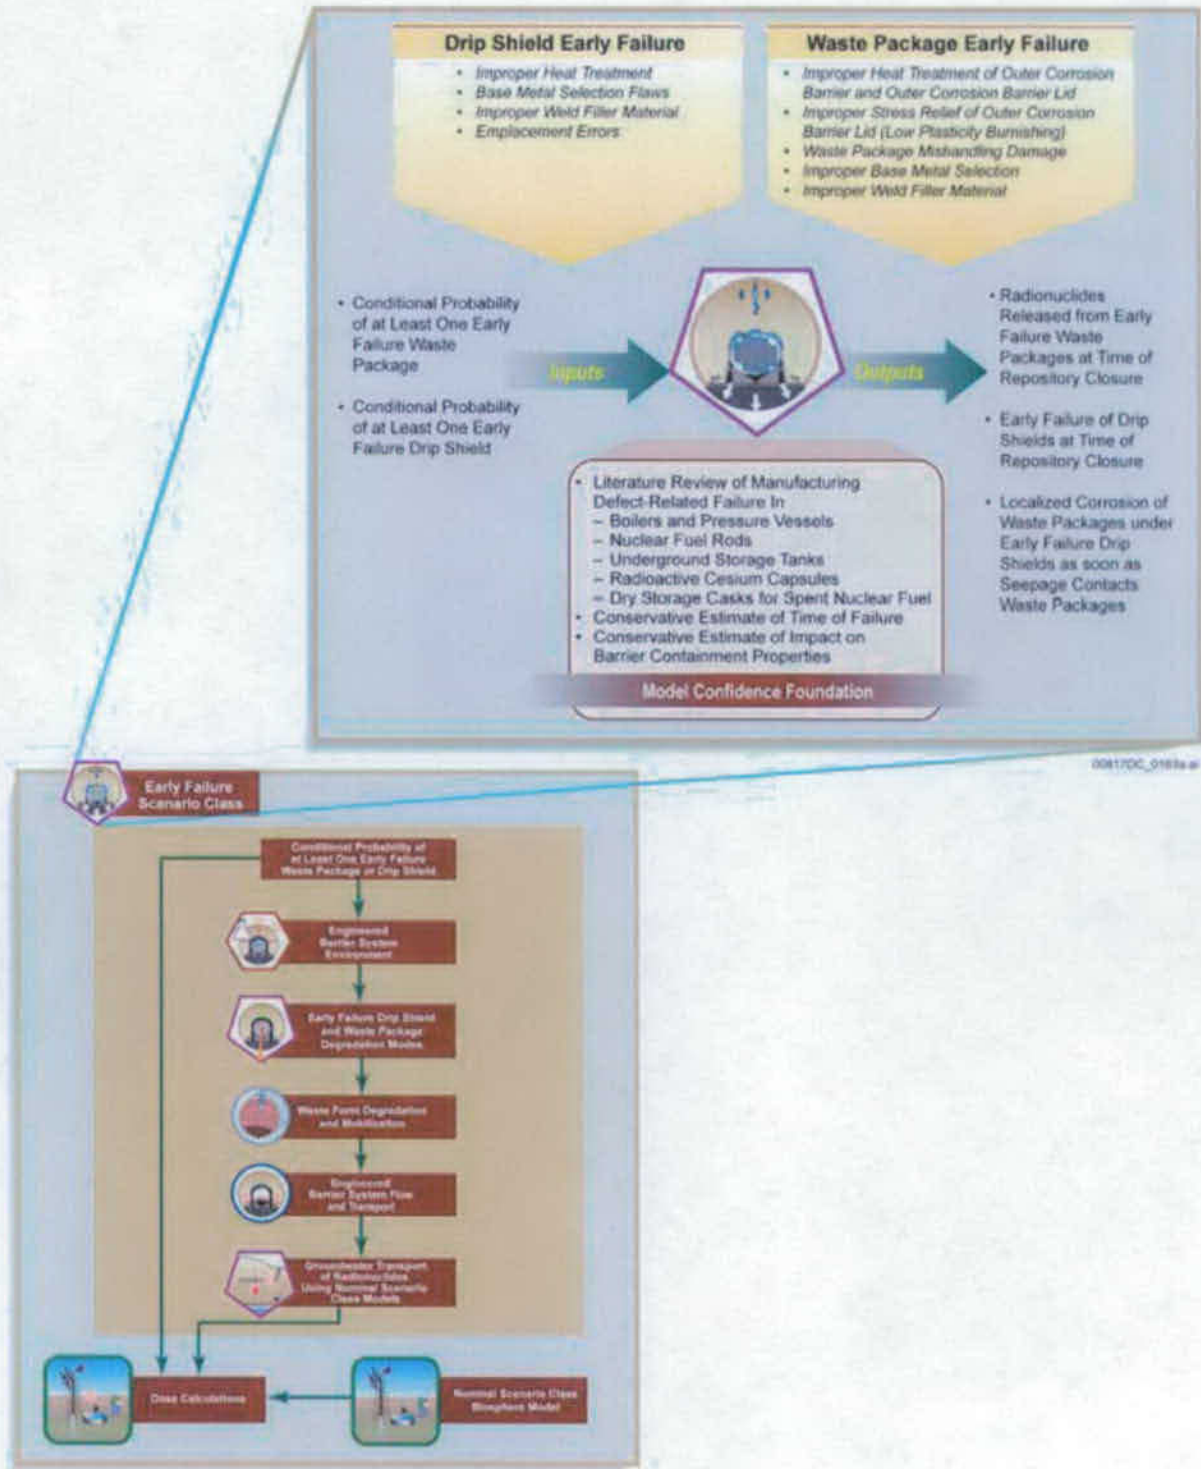 Drip Shield Early Failure
• Improper Heat Treatment
• Base Metal Selection Flaws
• Improper Weld Filler Material
• Emplacement Errors
Waste Package Early Failure
• Improper Heat Treatment of Outer Corrosion
Barrier and Outer Corrosion Barrier Lid
• Improper Stress Relief of Outer Corrosion
Barrier Lid (Low Plasticity Burnishing)
• Waste Package Mishandling Damage
• Improper Base Metal Selection
• Improper Weld Filler Material
• Conditional Probability
of at Least One Early
Failure Waste
Package
• Conditional Probability
of at Least One Early
Failure Drip Shield
Inputs
Outputs
• Radionuclides
Released from Early
Failure Waste
Packages at Time of
Repository Closure
• Early Failure of Drip
Shields at Time of
Repository Closure
• Localized Corrosion of
Waste Packages under
Early Failure Drip
Shields as soon as
Seepage Contacts
Waste Packages
• Literature Review of Manufacturing
Defect-Related Failure In
– Boilers and Pressure Vessels
– Nuclear Fuel Rods
– Underground Storage Tanks
– Radioactive Cesium Capsules
– Dry Storage Casks for Spent Nuclear Fuel
• Conservative Estimate of Time of Failure
• Conservative Estimate of Impact on
Barrier Containment Properties
Model Confidence Foundation
Early Failure
Scenario Class
Conditional Probability of
at Least One Early Failure
Waste Package or Drip Shield
Engineered
Barrier System
Environment
Early Failure Drip Shield
and Waste Package
Degradation Modes
Waste Form Degradation
and Mobilization
Engineered
Barrier System Flow
and Transport
Groundwater Transport
of Radionuclides
Using Nominal Scenario
Class Models
Dose Calculations
Nominal Scenario Class
Biosphere Model